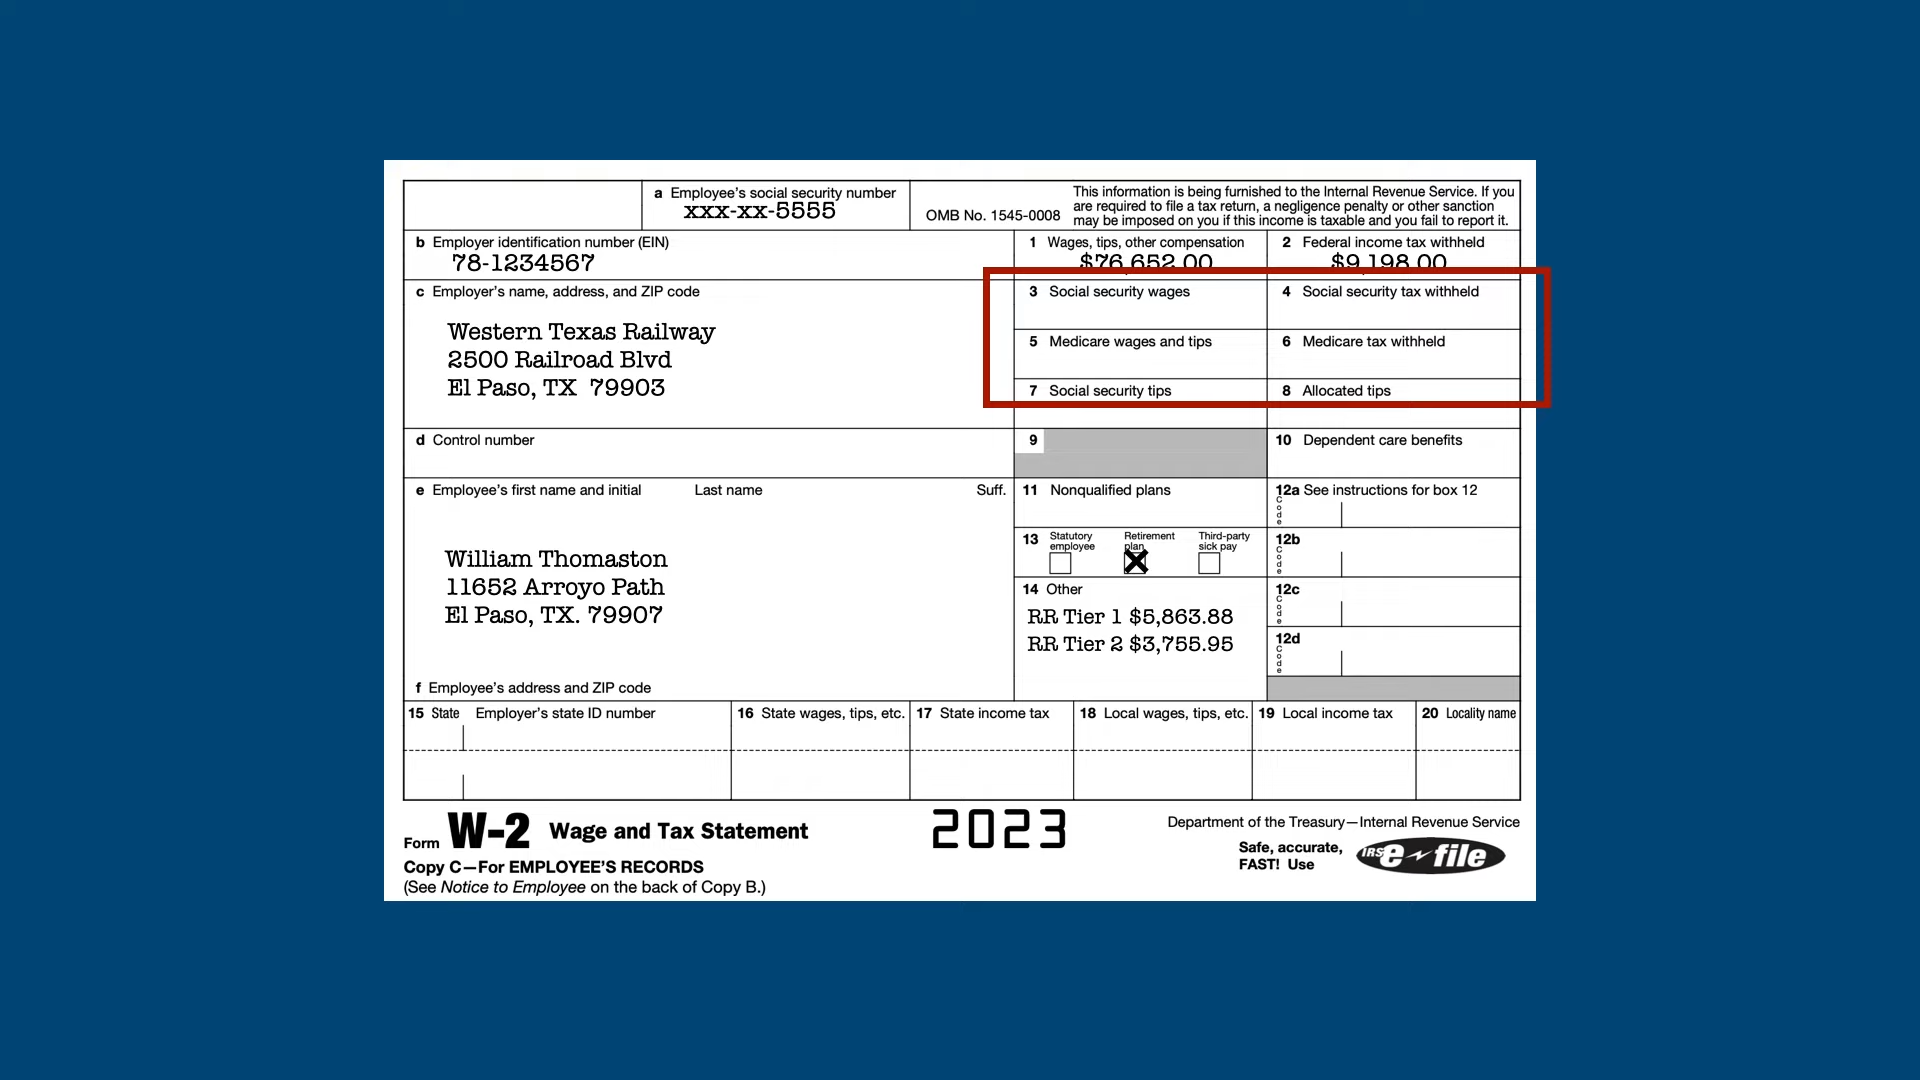 a Employee's social security number
xxx-xx-5555
OMB No. 1545-0008
This information is being furnished to the Internal Revenue Service. If you
are required to file a tax return, a negligence penalty or other sanction
may be imposed on you if this income is taxable and you fail to report it.
b Employer identification number (EIN)
78-1234567
1 Wages, tips, other compensation
$76,652.00
2 Federal income tax withheld
$9,198.00
c Employer's name, address, and ZIP code
Western Texas Railway
2500 Railroad Blvd
El Paso, TX 79903
3 Social security wages
4 Social security tax withheld
5 Medicare wages and tips
6 Medicare tax withheld
7 Social security tips
8 Allocated tips
d Control number
9
10 Dependent care benefits
e Employee's first name and initial Last name Suff.
William Thomaston
11652 Arroyo Path
El Paso, TX. 79907
f Employee's address and ZIP code
11 Nonqualified plans
12a See instructions for box 12
Code
13 Statutory employee
Retirement plan
Third-party sick pay
12b
Code
14 Other
RR Tier 1 $5,863.88
RR Tier 2 $3,755.95
12c
Code
12d
Code
15 State Employer's state ID number
16 State wages, tips, etc.
17 State income tax
18 Local wages, tips, etc.
19 Local income tax
20 Locality name
Form W-2 Wage and Tax Statement
2023
Department of the Treasury—Internal Revenue Service
Copy C—For EMPLOYEE'S RECORDS
(See Notice to Employee on the back of Copy B.)
Safe, accurate,
FAST! Use
IRS e-file